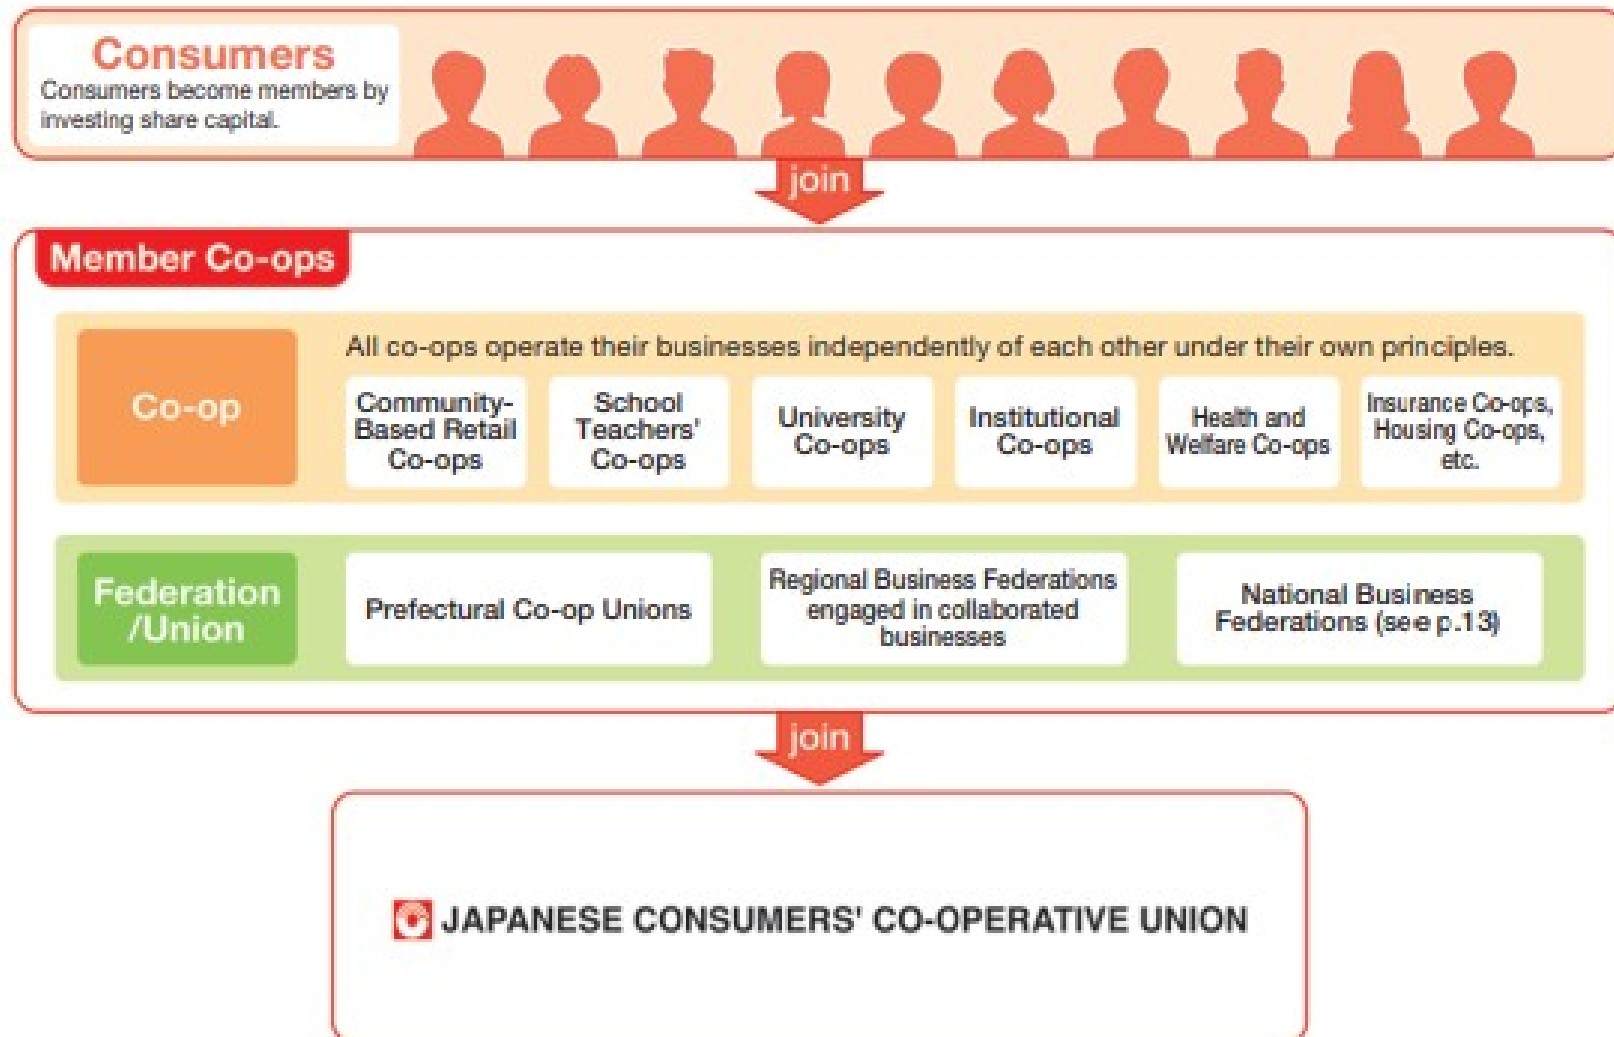 Consumers
Consumers become members by
investing share capital.
join
Member Co-ops
Co-op
All co-ops operate their businesses independently of each other under their own principles.
Community-
Based Retail
Co-ops
School
Teachers'
Co-ops
University
Co-ops
Institutional
Co-ops
Health and
Welfare Co-ops
Insurance Co-ops,
Housing Co-ops,
etc.
Federation
/Union
Prefectural Co-op Unions
Regional Business Federations
engaged in collaborated
businesses
National Business
Federations (see p.13)
join
JAPANESE CONSUMERS' CO-OPERATIVE UNION